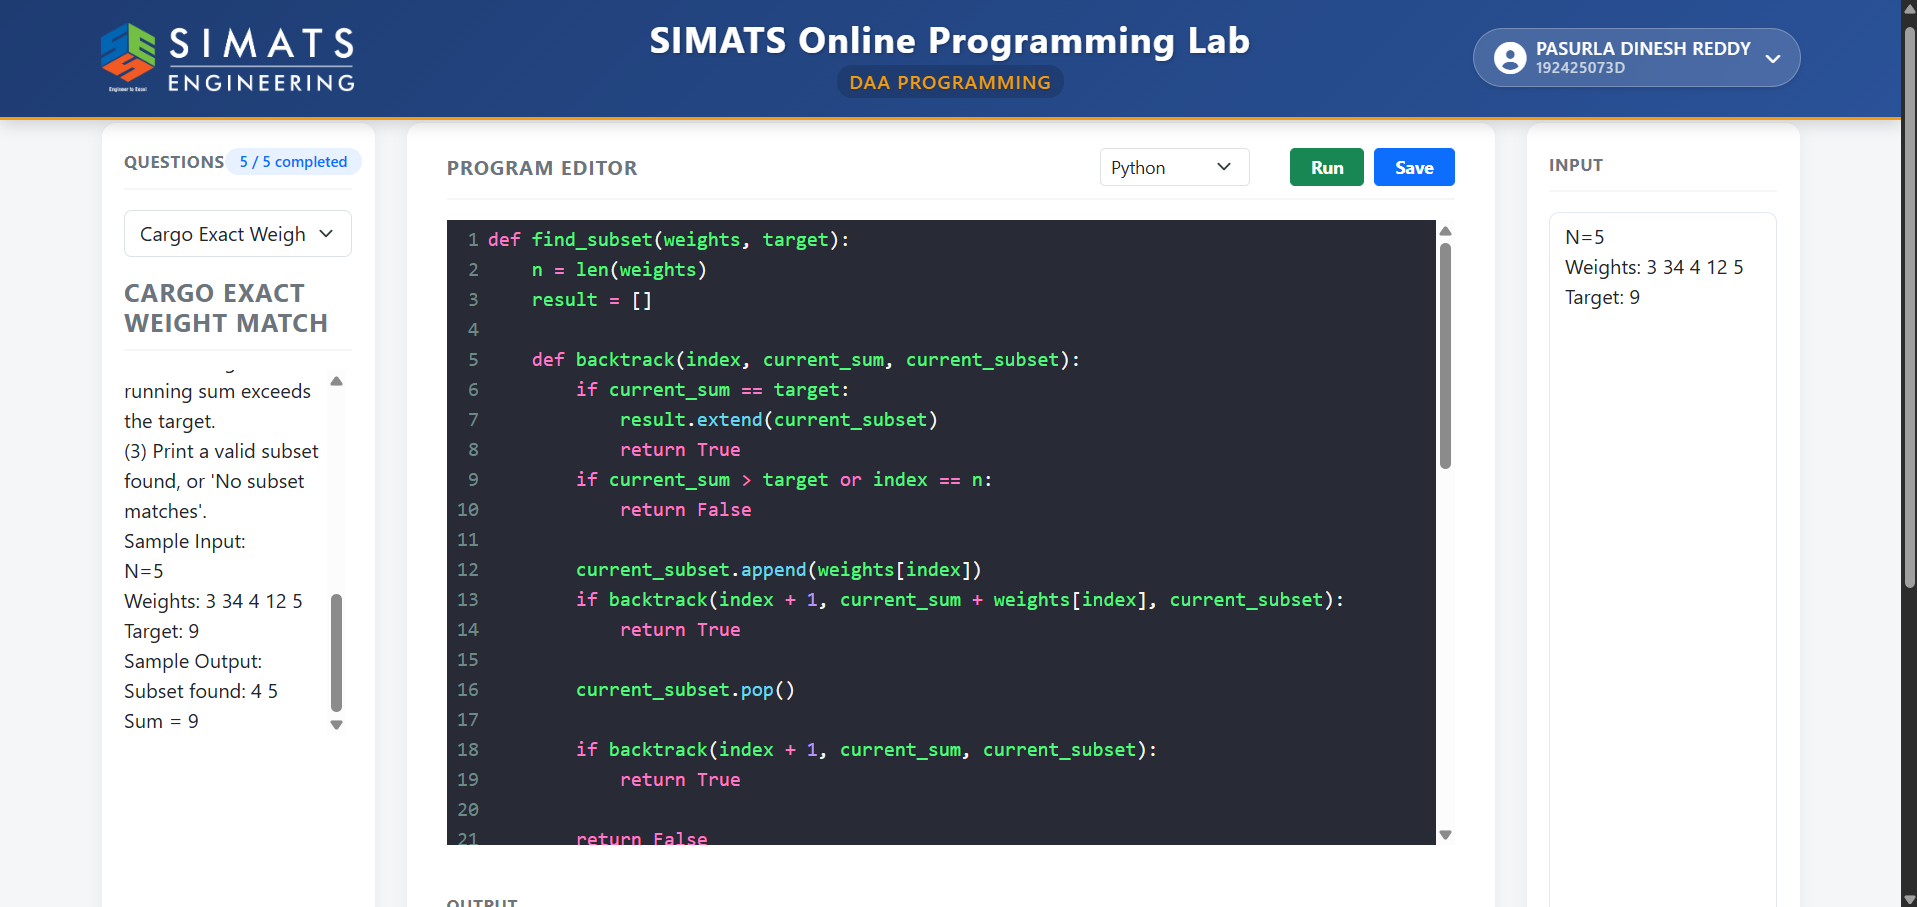 SIMATS
ENGINEERING
Engineer to Excel
SIMATS Online Programming Lab
DAA PROGRAMMING
PASURLA DINESH REDDY
192425073D
QUESTIONS
5 / 5 completed
Cargo Exact Weigh
CARGO EXACT
WEIGHT MATCH
running sum exceeds
the target.
(3) Print a valid subset
found, or 'No subset
matches'.
Sample Input:
N=5
Weights: 3 34 4 12 5
Target: 9
Sample Output:
Subset found: 4 5
Sum = 9
PROGRAM EDITOR
Python
Run
Save
1 def find_subset(weights, target):
2     n = len(weights)
3     result = []
4
5     def backtrack(index, current_sum, current_subset):
6         if current_sum == target:
7             result.extend(current_subset)
8             return True
9         if current_sum > target or index == n:
10             return False
11
12         current_subset.append(weights[index])
13         if backtrack(index + 1, current_sum + weights[index], current_subset):
14             return True
15
16         current_subset.pop()
17
18         if backtrack(index + 1, current_sum, current_subset):
19             return True
20
21         return False
OUTPUT
INPUT
N=5
Weights: 3 34 4 12 5
Target: 9